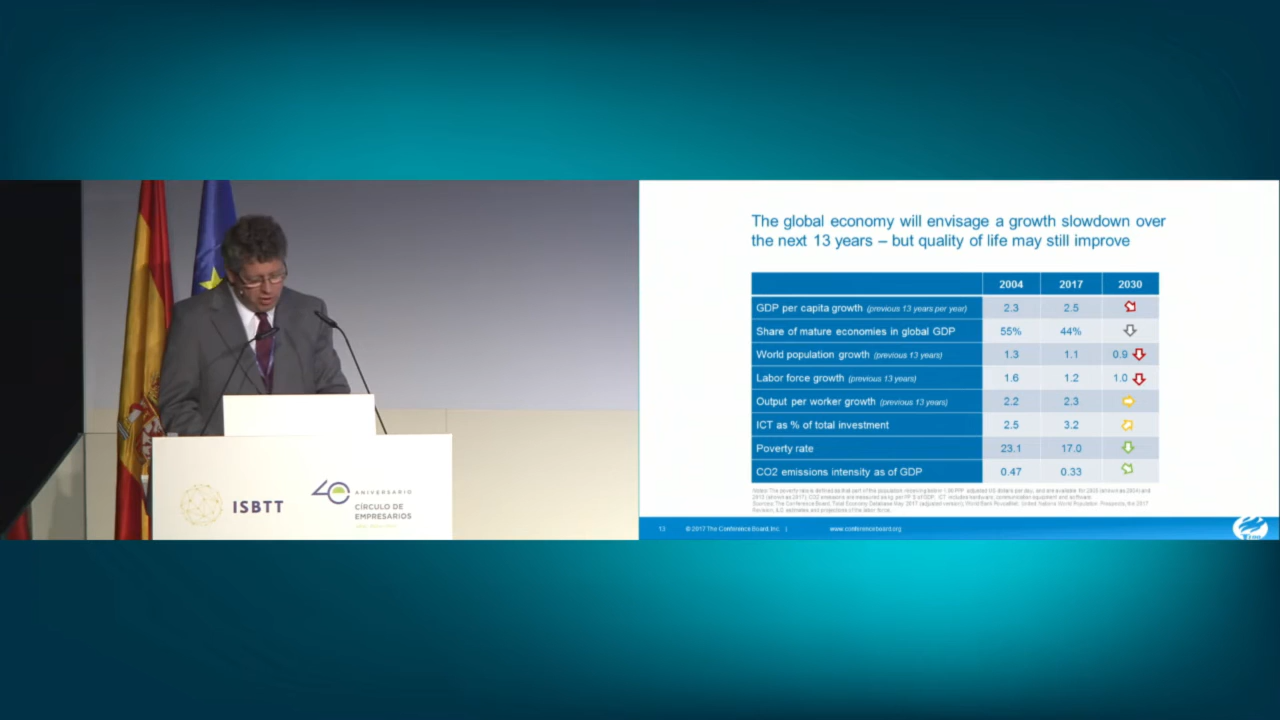 ISBTT
40
ANIVERSARIO
CÍRCULO DE
EMPRESARIOS
The global economy will envisage a growth slowdown over
the next 13 years – but quality of life may still improve
2004 2017 2030
GDP per capita growth (previous 13 years per year) 2.3 2.5
Share of mature economies in global GDP 55% 44%
World population growth (previous 13 years) 1.3 1.1 0.9
Labor force growth (previous 13 years) 1.6 1.2 1.0
Output per worker growth (previous 13 years) 2.2 2.3
ICT as % of total investment 2.5 3.2
Poverty rate 23.1 17.0
CO2 emissions intensity as of GDP 0.47 0.33
13 © 2017 The Conference Board, Inc. | www.conferenceboard.org